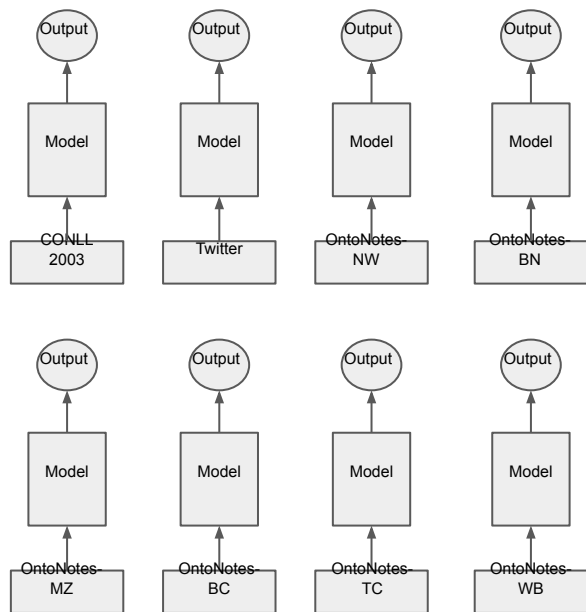 Output
Output
Output
Output
Model
Model
Model
Model
CONLL
2003
Twitter
OntoNotes-
NW
OntoNotes-
BN
Output
Output
Output
Output
Model
Model
Model
Model
OntoNotes-
MZ
OntoNotes-
BC
OntoNotes-
TC
OntoNotes-
WB